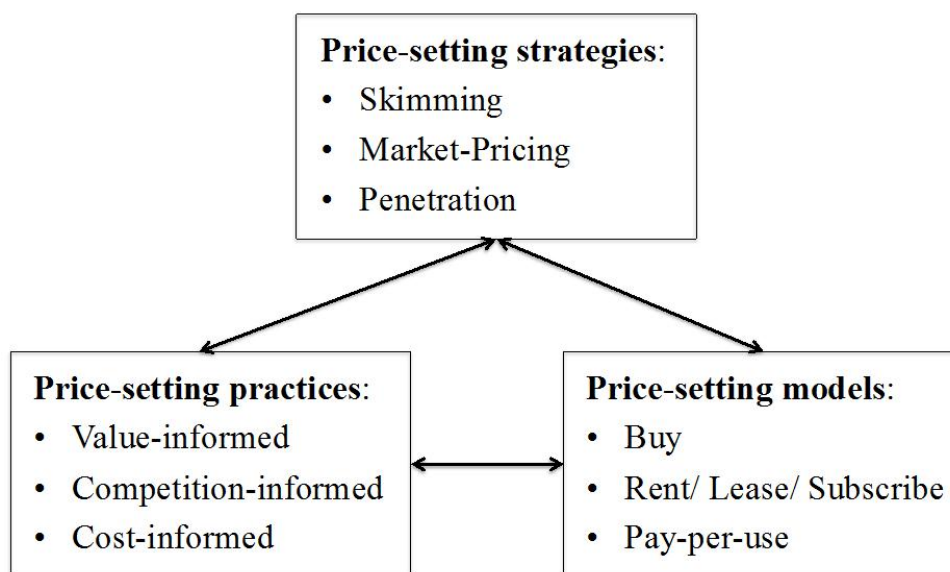 Price-setting strategies:
• Skimming
• Market-Pricing
• Penetration
Price-setting practices:
• Value-informed
• Competition-informed
• Cost-informed
Price-setting models:
• Buy
• Rent/ Lease/ Subscribe
• Pay-per-use